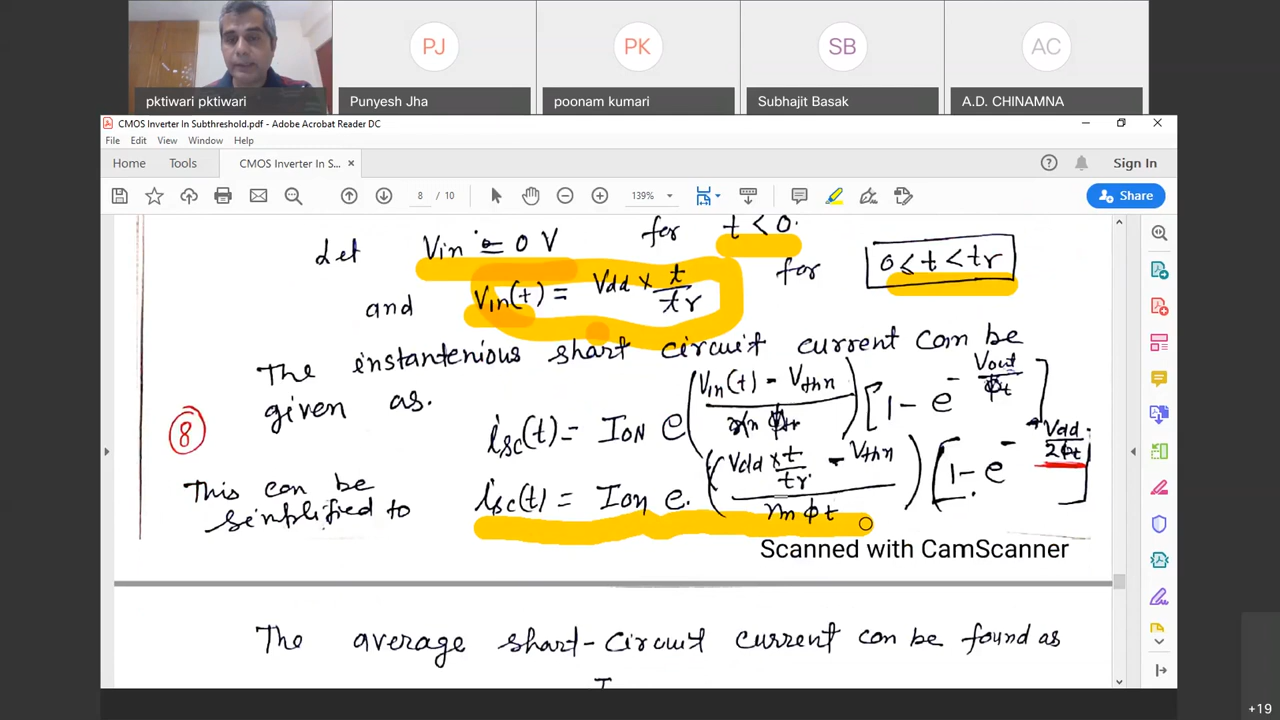 PJ
PK
SB
AC
pktiwari pktiwari
Punyesh Jha
poonam kumari
Subhajit Basak
A.D. CHINAMNA
CMOS Inverter In Subthreshold.pdf - Adobe Acrobat Reader DC
File Edit View Window Help
Home Tools CMOS Inverter In S... × Sign In
8 / 10 139% Share
Let Vin = 0 V for t < 0.
and Vin(t) = Vdd × t/tr for 0 ≤ t < tr
The instantenious shart circuit current can be
given as.
isc(t) = ION e^((Vin(t) - Vthn)/(mn ϕt)) [1 - e^(-Vout/ϕt)]
8
This can be
simplified to
isc(t) = ION e.^((Vdd × t/tr - Vthn)/(mn ϕt)) [1 - e^(-Vdd/2ϕt)]
Scanned with CamScanner
The average shart-circuit current can be found as
+19